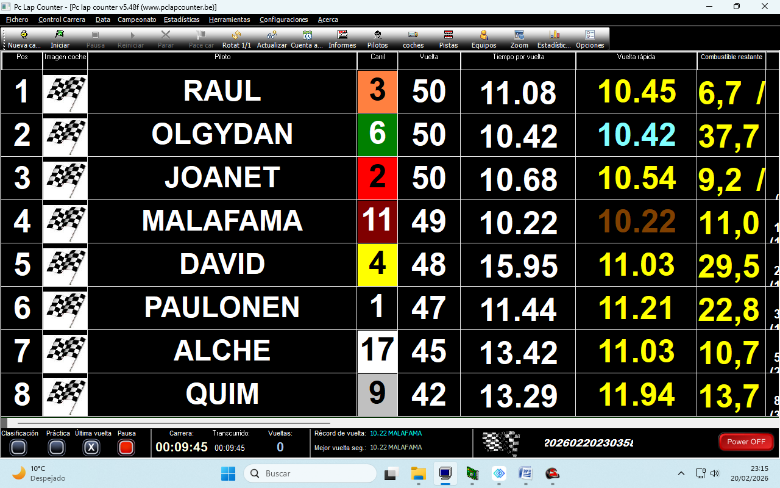 Pc Lap Counter - [Pc lap counter v5.48f (www.pclapcounter.be)]
Fichero Control Carrera Data Campeonato Estadísticas Herramientas Configuraciones Acerca
Nueva ca... Iniciar Pausa Reiniciar Parar Pace car Rotat 1/1 Actualizar Cuenta a... Informes Pilotos coches Pistas Equipos Zoom Estadístic... Opciones
Pos Imagen coche Piloto Carril Vuelta Tiempo por vuelta Vuelta rápida Combustible restante
1 RAUL 3 50 11.08 10.45 6,7 /
2 OLGYDAN 6 50 10.42 10.42 37,7
3 JOANET 2 50 10.68 10.54 9,2 /
4 MALAFAMA 11 49 10.22 10.22 11,0
5 DAVID 4 48 15.95 11.03 29,5
6 PAULONEN 1 47 11.44 11.21 22,8
7 ALCHE 17 45 13.42 11.03 10,7
8 QUIM 9 42 13.29 11.94 13,7
Clasificación Práctica Última vuelta Pausa Carrera: Transcurrido: Vueltas: Récord de vuelta: 10.22 MALAFAMA
X 00:09:45 00:09:45 0 Mejor vuelta seg.: 10.22 MALAFAMA
Power OFF
10°C
Despejado
Buscar
23:15
20/02/2026